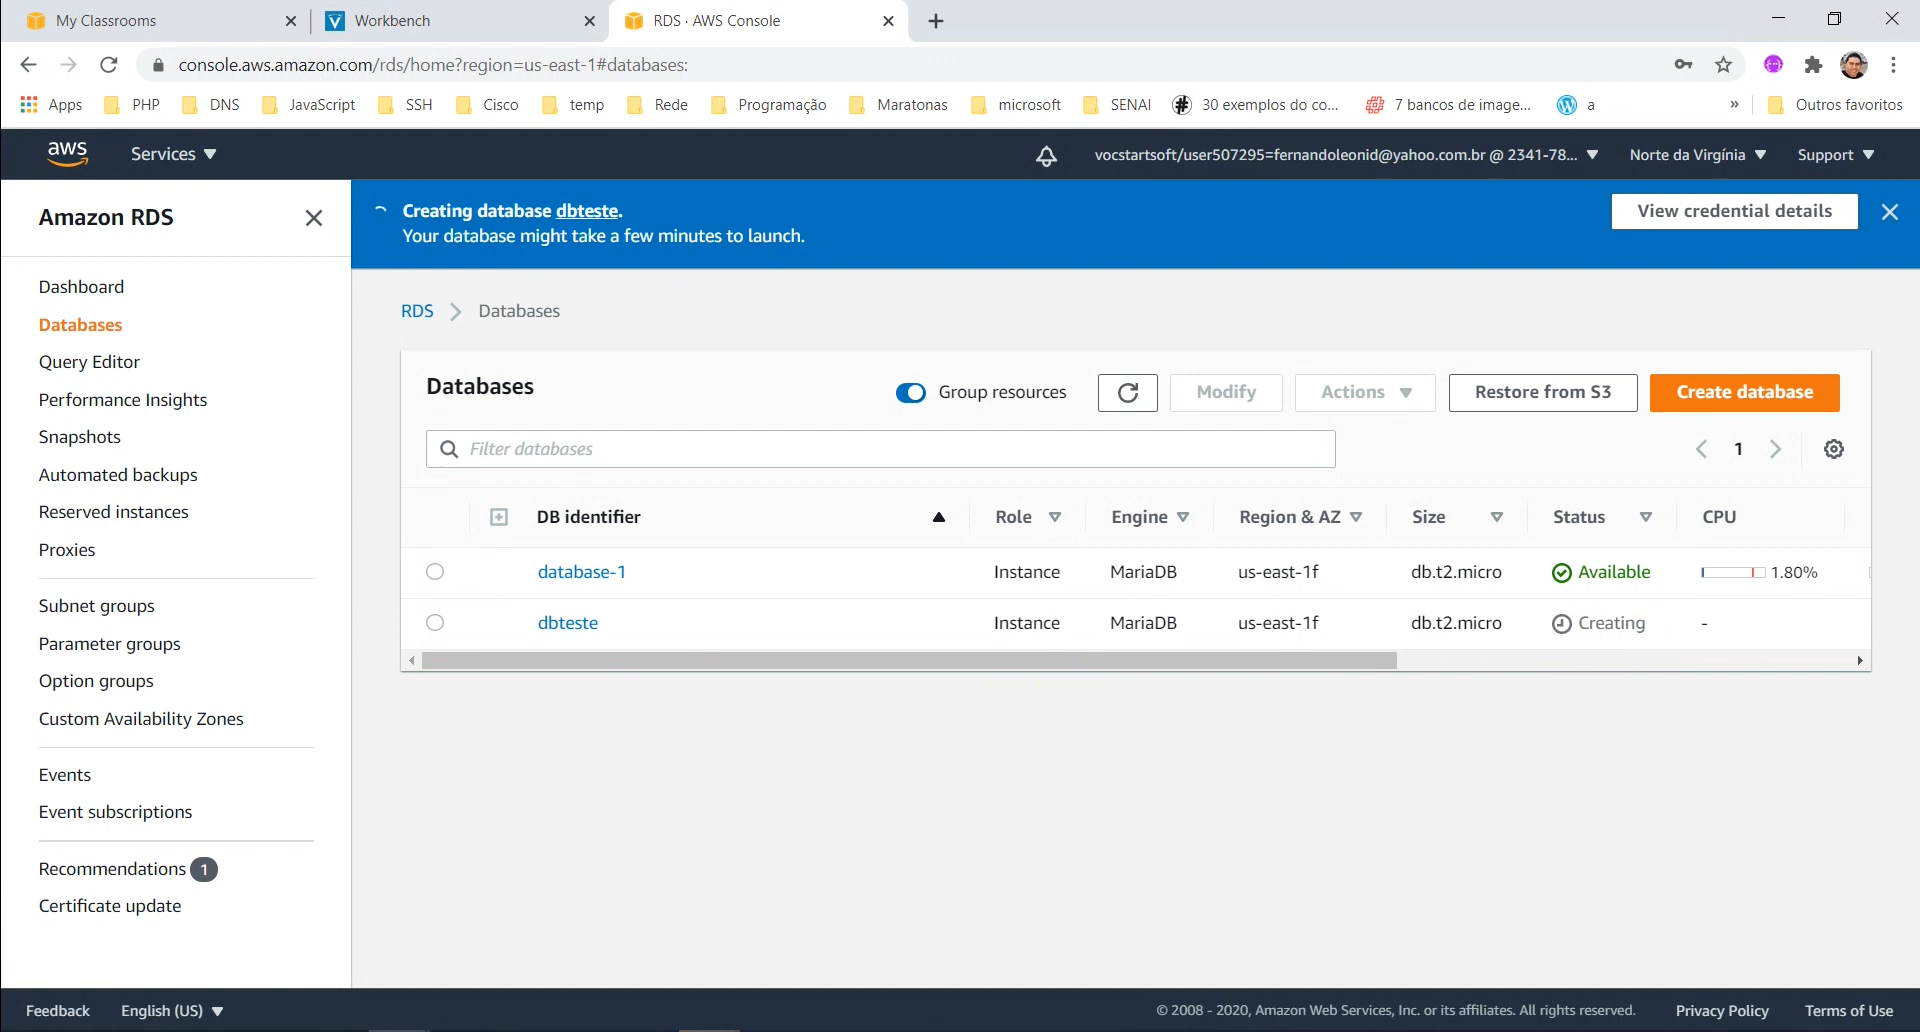 My Classrooms
Workbench
RDS · AWS Console
console.aws.amazon.com/rds/home?region=us-east-1#databases:
Apps PHP DNS JavaScript SSH Cisco temp Rede Programação Maratonas microsoft SENAI 30 exemplos do co... 7 bancos de image... a » Outros favoritos
aws Services vocstartsoft/user507295=fernandoleonid@yahoo.com.br @ 2341-78... Norte da Virgínia Support
Amazon RDS
Dashboard
Databases
Query Editor
Performance Insights
Snapshots
Automated backups
Reserved instances
Proxies
Subnet groups
Parameter groups
Option groups
Custom Availability Zones
Events
Event subscriptions
Recommendations 1
Certificate update
Creating database dbteste.
Your database might take a few minutes to launch.
View credential details
RDS Databases
Databases
Group resources Modify Actions Restore from S3 Create database
Filter databases
1
DB identifier Role Engine Region & AZ Size Status CPU
database-1 Instance MariaDB us-east-1f db.t2.micro Available 1.80%
dbteste Instance MariaDB us-east-1f db.t2.micro Creating -
Feedback English (US) © 2008 - 2020, Amazon Web Services, Inc. or its affiliates. All rights reserved. Privacy Policy Terms of Use